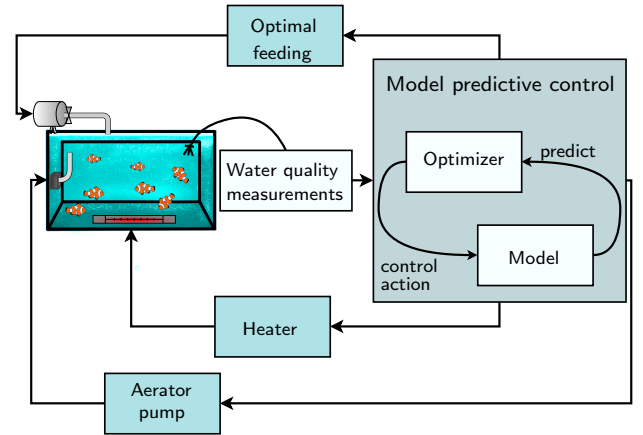 Optimal
feeding
Model predictive control
Optimizer
predict
Water quality
measurements
Model
control
action
Heater
Aerator
pump